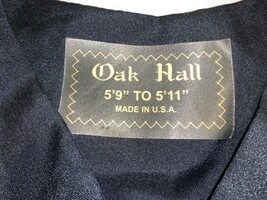 Oak Hall
5'9" TO 5'11"
MADE IN U.S.A.